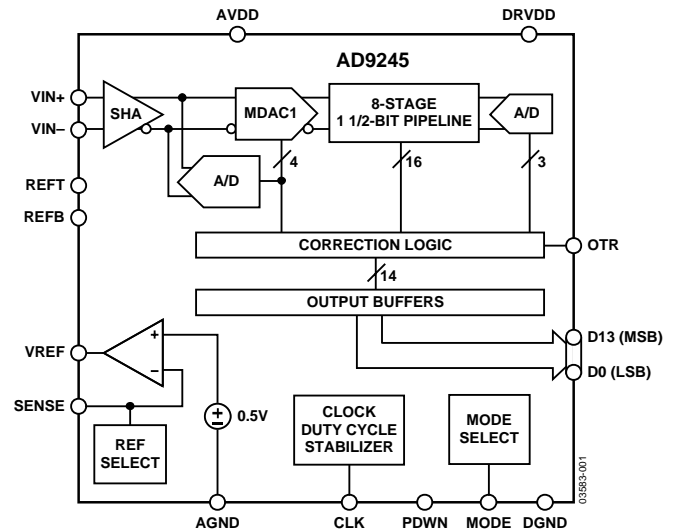 AVDD
DRVDD
AD9245
VIN+
VIN–
SHA
MDAC1
8-STAGE
1 1/2-BIT PIPELINE
A/D
A/D
4
16
3
REFT
REFB
CORRECTION LOGIC
OTR
14
OUTPUT BUFFERS
D13 (MSB)
D0 (LSB)
VREF
+
–
SENSE
REF
SELECT
+
–
0.5V
CLOCK
DUTY CYCLE
STABILIZER
MODE
SELECT
AGND
CLK
PDWN
MODE
DGND
03583-001